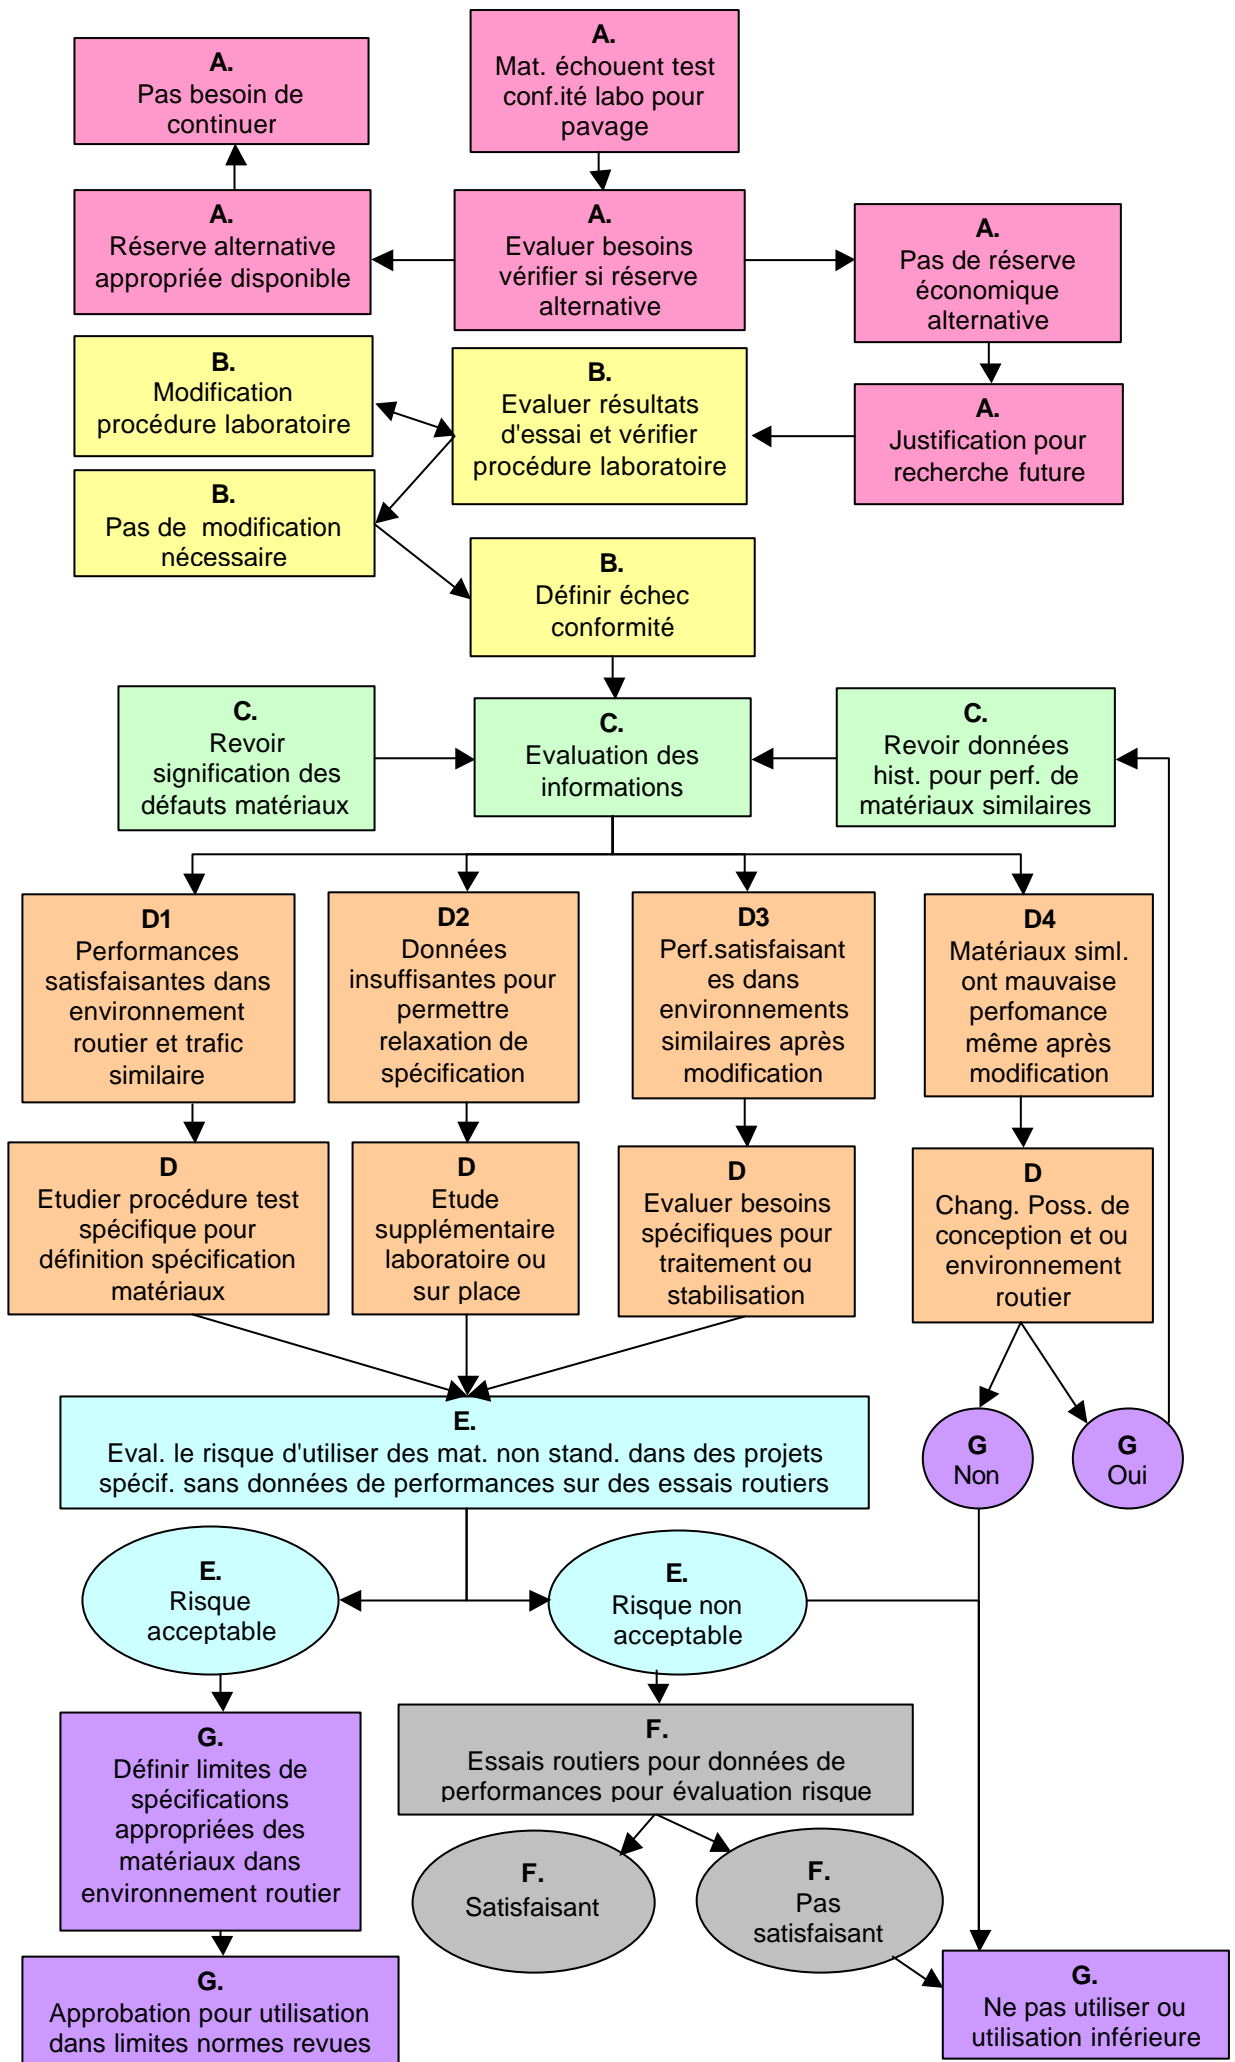 A.
Pas besoin de
continuer
A.
Mat. échouent test
conf.ité labo pour
pavage
A.
Réserve alternative
appropriée disponible
A.
Evaluer besoins
vérifier si réserve
alternative
A.
Pas de réserve
économique
alternative
B.
Modification
procédure laboratoire
B.
Evaluer résultats
d'essai et vérifier
procédure laboratoire
A.
Justification pour
recherche future
B.
Pas de modification
nécessaire
B.
Définir échec
conformité
C.
Revoir
signification des
défauts matériaux
C.
Evaluation des
informations
C.
Revoir données
hist. pour perf. de
matériaux similaires
D1
Performances
satisfaisantes dans
environnement
routier et trafic
similaire
D2
Données
insuffisantes pour
permettre
relaxation de
spécification
D3
Perf.satisfaisant
es dans
environnements
similaires après
modification
D4
Matériaux siml.
ont mauvaise
perfomance
même après
modification
D
Etudier procédure test
spécifique pour
définition spécification
matériaux
D
Etude
supplémentaire
laboratoire ou
sur place
D
Evaluer besoins
spécifiques pour
traitement ou
stabilisation
D
Chang. Poss. de
conception et ou
environnement
routier
E.
Eval. le risque d'utiliser des mat. non stand. dans des projets
spécif. sans données de performances sur des essais routiers
G
Non
G
Oui
E.
Risque
acceptable
E.
Risque non
acceptable
G.
Définir limites de
spécifications
appropriées des
matériaux dans
environnement routier
F.
Essais routiers pour données de
performances pour évaluation risque
F.
Satisfaisant
F.
Pas
satisfaisant
G.
Approbation pour utilisation
dans limites normes revues
G.
Ne pas utiliser ou
utilisation inférieure